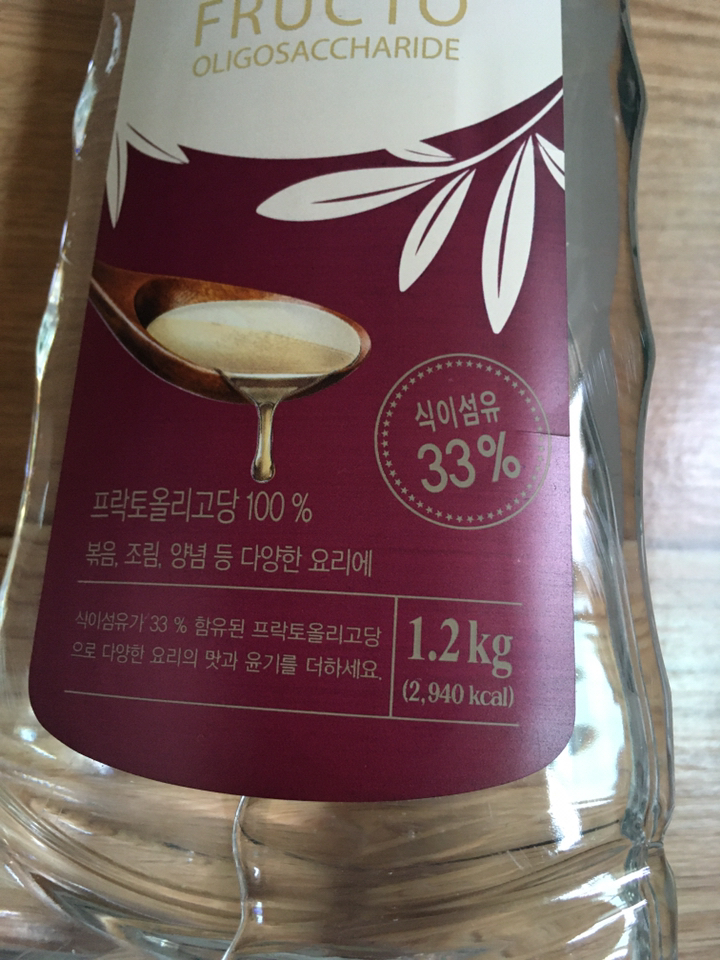 FRUCTO
OLIGOSACCHARIDE
식이섬유
33%
프락토올리고당 100 %
볶음, 조림, 양념 등 다양한 요리에
식이섬유가 33 % 함유된 프락토올리고당
으로 다양한 요리의 맛과 윤기를 더하세요.
1.2 kg
(2,940 kcal)